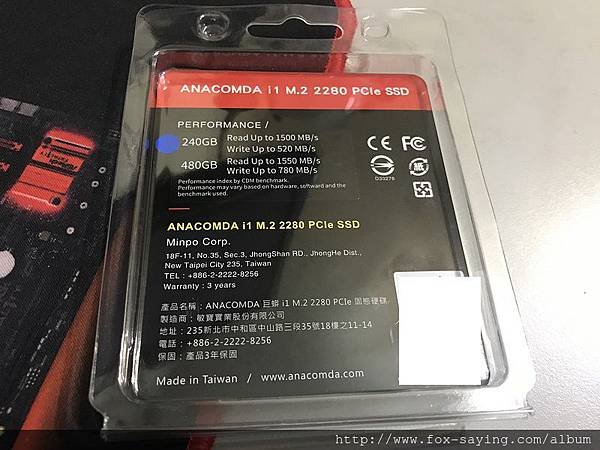 ANACOMDA i1 M.2 2280 PCIe SSD
PERFORMANCE /
240GB Read Up to 1500 MB/s
Write Up to 520 MB/s
480GB Read Up to 1550 MB/s
Write Up to 780 MB/s
Performance index by CDM benchmark.
Performance may vary based on hardware, softward and the
benchmark used.
CE FC
D33276
紙
ANACOMDA i1 M.2 2280 PCIe SSD
Minpo Corp.
18F-11, No.35, Sec.3, JhongShan RD., JhongHe Dist.,
New Taipei City 235, Taiwan
TEL : +886-2-2222-8256
Warranty : 3 years
產品名稱：ANACOMDA 巨蟒 i1 M.2 2280 PCIe 固態硬碟
製造商：敏寶實業股份有限公司
地址：235新北市中和區中山路三段35號18樓之11-14
電話：+886-2-2222-8256
保固：產品3年保固
Made in Taiwan / www.anacomda.com
http://www.fox-saying.com/album